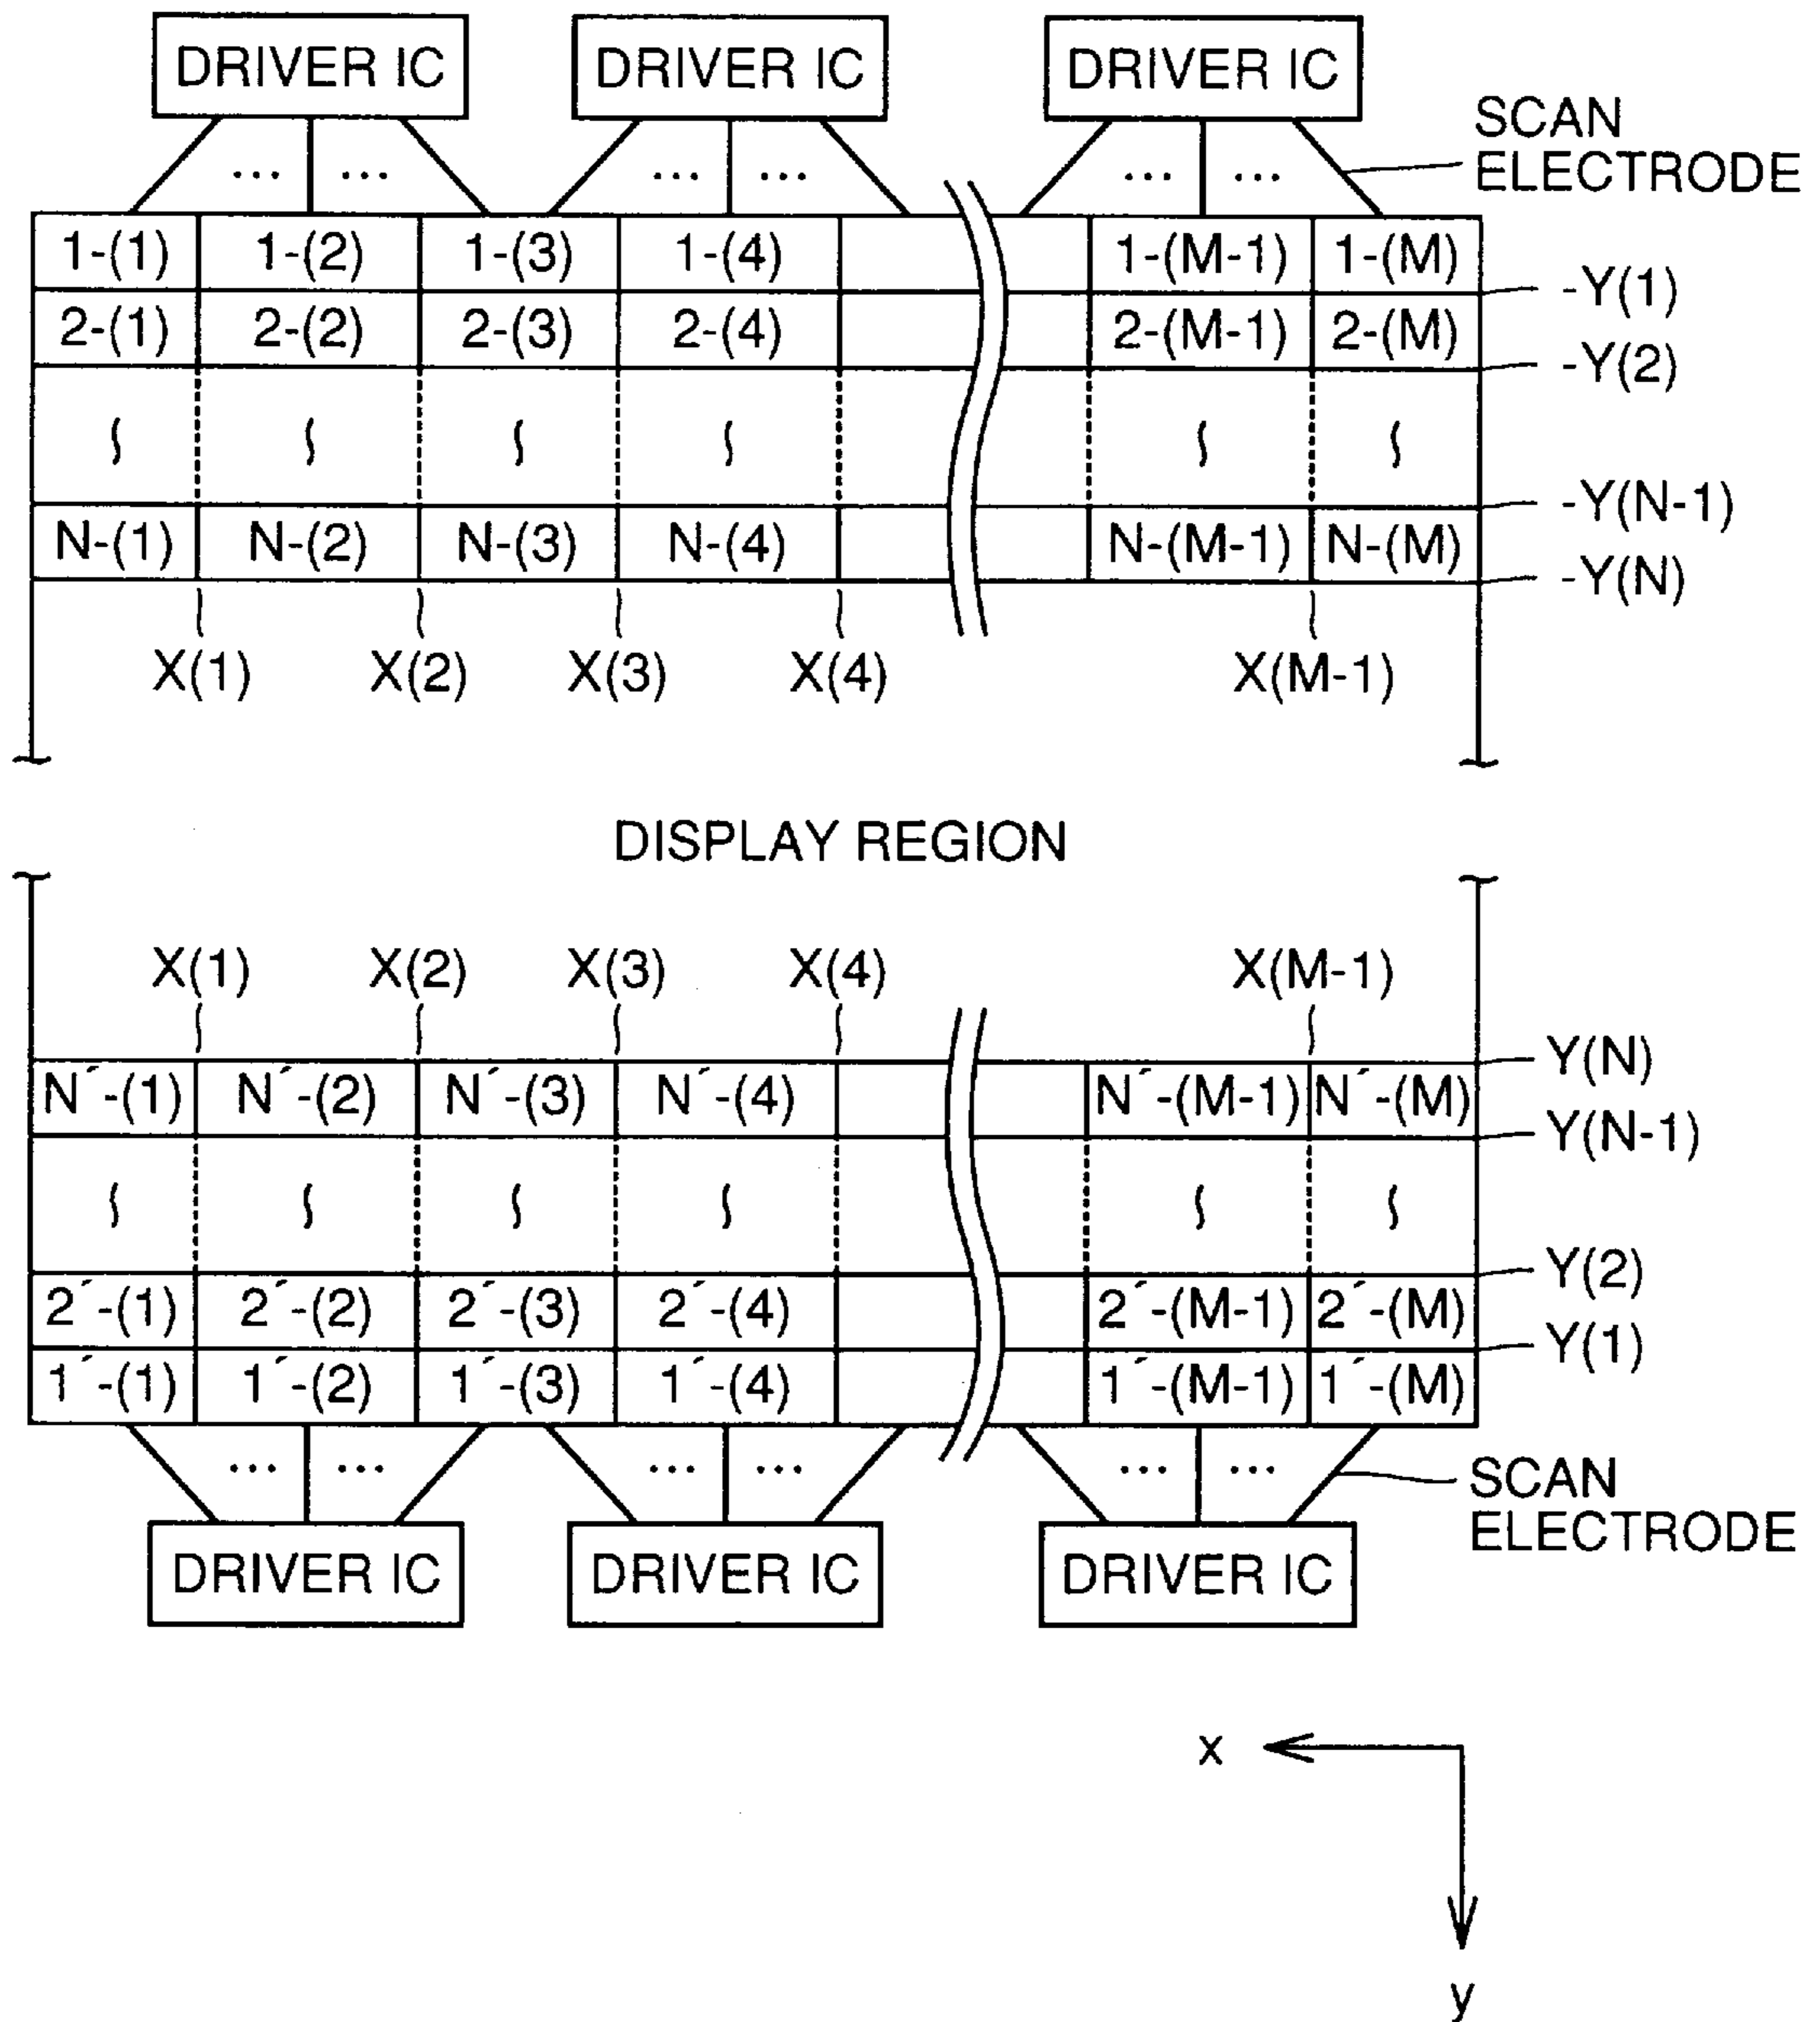 DRIVER IC DRIVER IC DRIVER IC
SCAN
ELECTRODE
... ... ... ... ... ...
1-(1) 1-(2) 1-(3) 1-(4) 1-(M-1) 1-(M)
-Y(1)
2-(1) 2-(2) 2-(3) 2-(4) 2-(M-1) 2-(M)
-Y(2)
-Y(N-1)
N-(1) N-(2) N-(3) N-(4) N-(M-1) N-(M)
-Y(N)
X(1) X(2) X(3) X(4) X(M-1)
DISPLAY REGION
X(1) X(2) X(3) X(4) X(M-1)
Y(N)
N´-(1) N´-(2) N´-(3) N´-(4) N´-(M-1) N´-(M)
Y(N-1)
Y(2)
2´-(1) 2´-(2) 2´-(3) 2´-(4) 2´-(M-1) 2´-(M)
Y(1)
1´-(1) 1´-(2) 1´-(3) 1´-(4) 1´-(M-1) 1´-(M)
... ... ... ... ... ...
SCAN
ELECTRODE
DRIVER IC DRIVER IC DRIVER IC
x
y